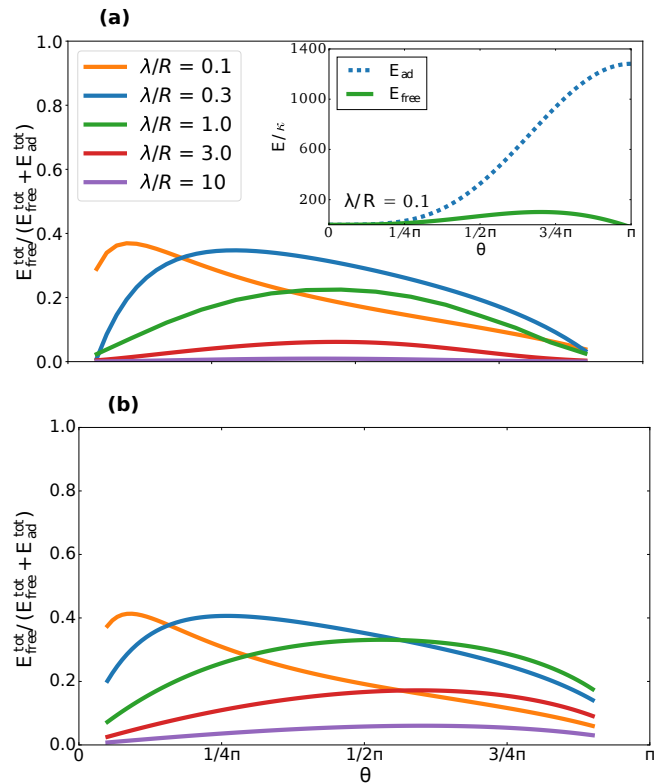 (a)
1.0
0.8
0.6
0.4
0.2
0.0
E_free^tot/(E_free^tot + E_ad^tot)
λ/R = 0.1
λ/R = 0.3
λ/R = 1.0
λ/R = 3.0
λ/R = 10
1400
1000
600
200
E/κ
0
1/4π
1/2π
3/4π
π
θ
E_ad
E_free
λ/R = 0.1
(b)
1.0
0.8
0.6
0.4
0.2
0.0
E_free^tot/(E_free^tot + E_ad^tot)
0
1/4π
1/2π
3/4π
π
θ